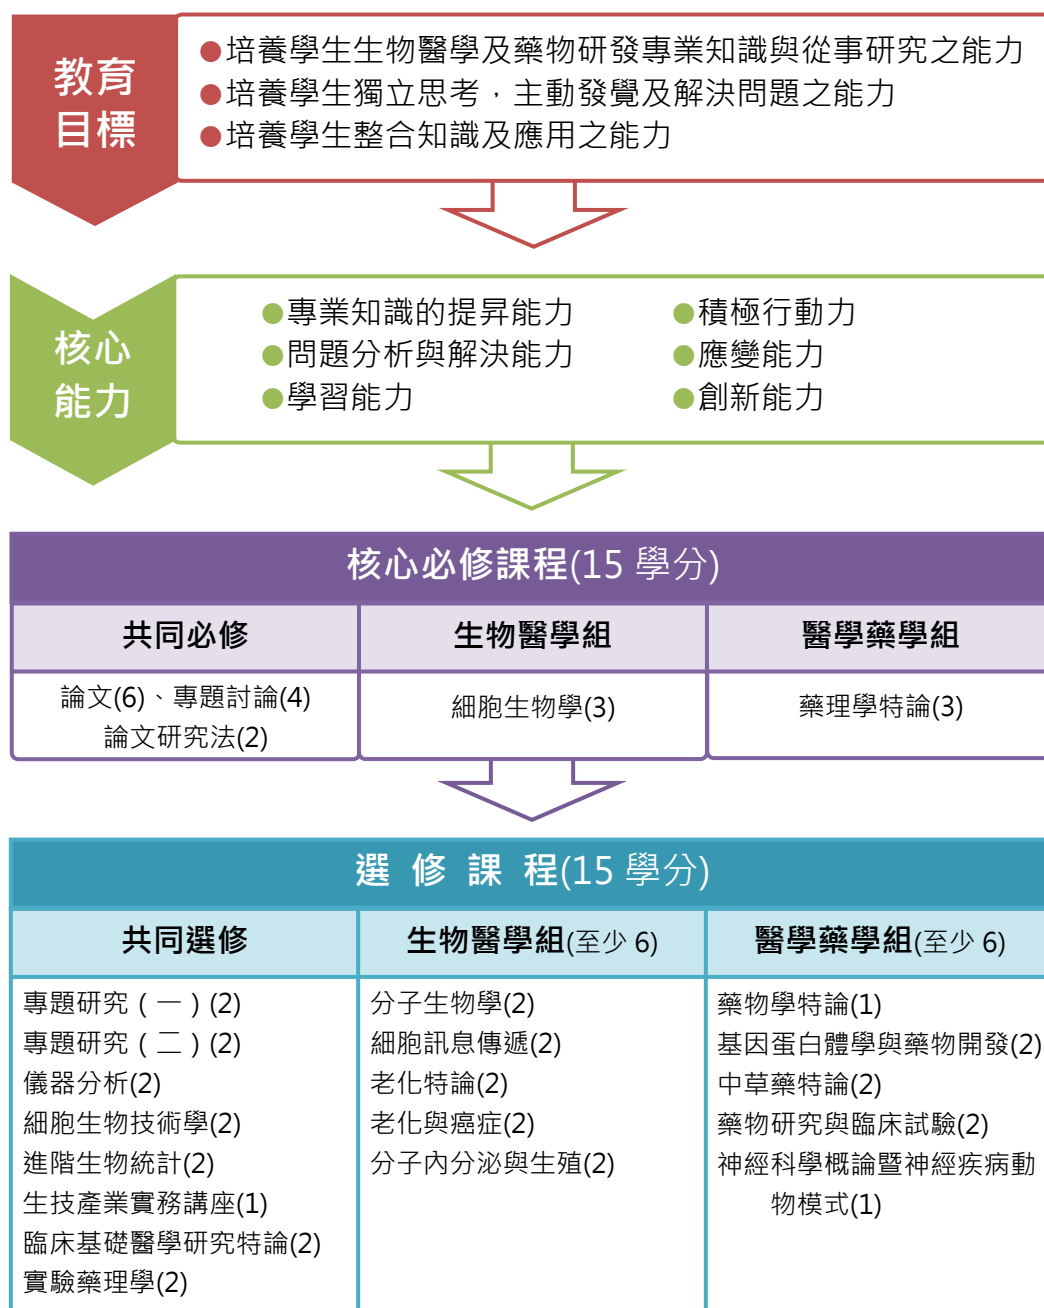 教育
目標
●培養學生生物醫學及藥物研發專業知識與從事研究之能力
●培養學生獨立思考，主動發覺及解決問題之能力
●培養學生整合知識及應用之能力
核心
能力
●專業知識的提昇能力
●問題分析與解決能力
●學習能力
●積極行動力
●應變能力
●創新能力
核心必修課程(15 學分)
共同必修
論文(6)、專題討論(4)
論文研究法(2)
生物醫學組
細胞生物學(3)
醫學藥學組
藥理學特論(3)
選 修 課 程(15 學分)
共同選修
專題研究（一）(2)
專題研究（二）(2)
儀器分析(2)
細胞生物技術學(2)
進階生物統計(2)
生技產業實務講座(1)
臨床基礎醫學研究特論(2)
實驗藥理學(2)
生物醫學組(至少 6)
分子生物學(2)
細胞訊息傳遞(2)
老化特論(2)
老化與癌症(2)
分子內分泌與生殖(2)
醫學藥學組(至少 6)
藥物學特論(1)
基因蛋白體學與藥物開發(2)
中草藥特論(2)
藥物研究與臨床試驗(2)
神經科學概論暨神經疾病動
物模式(1)